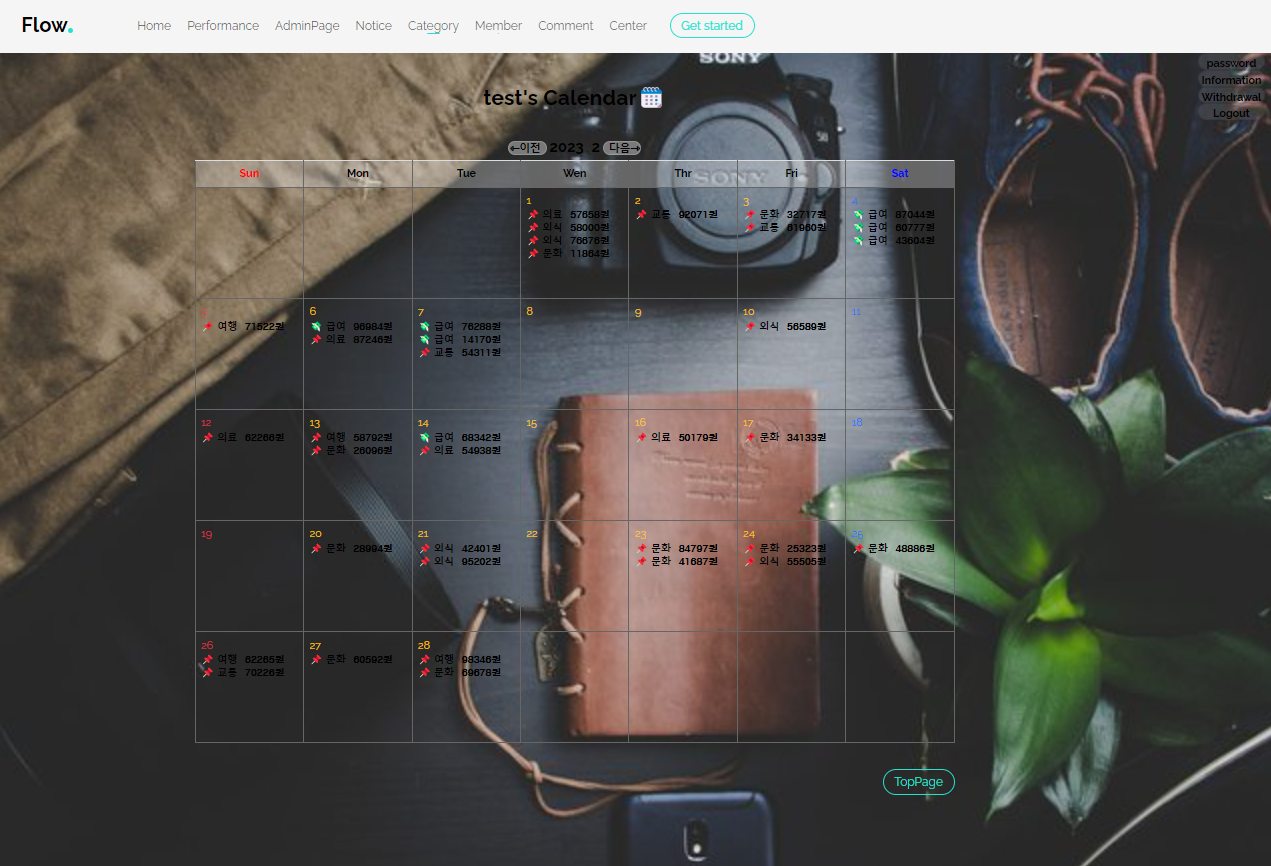 Flow.
Home Performance AdminPage Notice Category Member Comment Center Get started
password
Information
Withdrawal
Logout
test's Calendar
←이전 2023 2 다음→
Sun Mon Tue Wen Thr Fri Sat
1 2 3 4
의료 57658원 교통 92071원 문화 32717원 급여 87044원
외식 58000원 교통 81960원 급여 60777원
외식 76676원 급여 43604원
문화 11884원
5 6 7 8 9 10 11
여행 71522원 급여 96984원 급여 76288원 외식 56589원
의료 87246원 급여 14170원
교통 54311원
12 13 14 15 16 17 18
의료 62266원 여행 58792원 급여 68342원 의료 50179원 문화 34133원
문화 26096원 의료 54938원
19 20 21 22 23 24 25
문화 28994원 외식 42401원 문화 84797원 문화 25323원 문화 48886원
외식 95202원 문화 41687원 외식 55505원
26 27 28
여행 62265원 문화 60592원 여행 98346원
교통 70226원 문화 69678원
TopPage
SONY
SONY